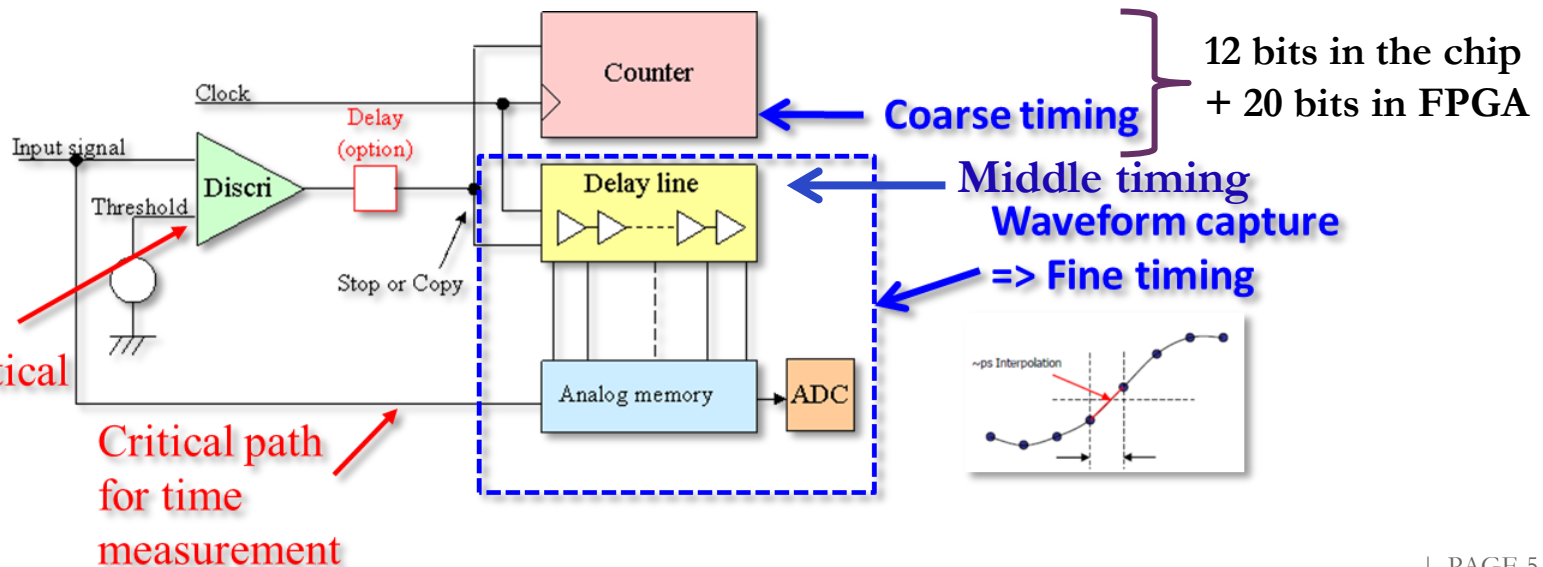 Counter
12 bits in the chip
+ 20 bits in FPGA
Clock
Coarse timing
Delay
(option)
Input signal
Discri
Delay line
Middle timing
Threshold
Waveform capture
=> Fine timing
Stop or Copy
~ps Interpolation
Analog memory
ADC
Critical path
for time
measurement
| PAGE 5